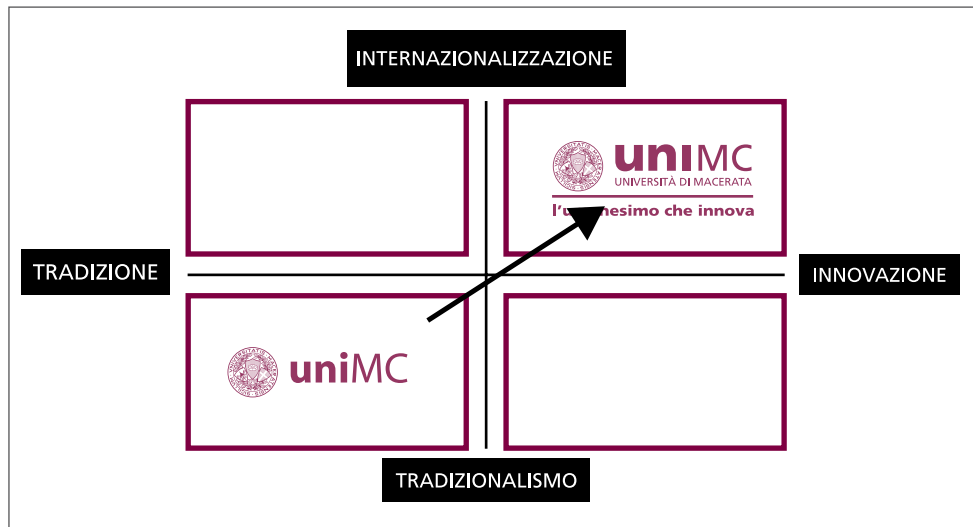 INTERNAZIONALIZZAZIONE
unIMC
UNIVERSITÀ DI MACERATA
che innova
TRADIZIONE
INNOVAZIONE
uniMC
TRADIZIONALISMO